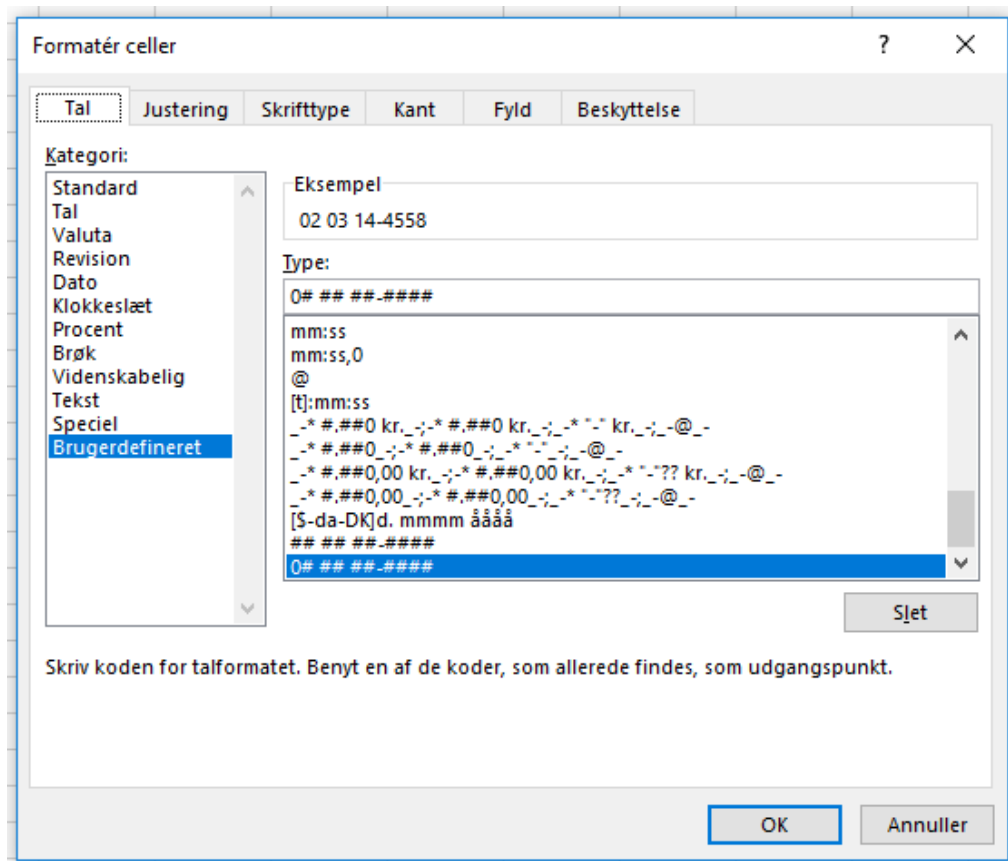 Formatér celler
?
Tal Justering Skrifttype Kant Fyld Beskyttelse
Kategori:
Standard
Tal
Valuta
Revision
Dato
Klokkeslæt
Procent
Brøk
Videnskabelig
Tekst
Speciel
Brugerdefineret
Eksempel
02 03 14-4558
Type:
0# ## ##-####
mm:ss
mm:ss,0
@
[t]:mm:ss
_-* #.##0 kr._-;-* #.##0 kr._-;_-* "-" kr._-;_-@_-
_-* #.##0_-;-* #.##0_-;_-* "-"_-;_-@_-
_-* #.##0,00 kr._-;-* #.##0,00 kr._-;_-* "-"?? kr._-;_-@_-
_-* #.##0,00_-;-* #.##0,00_-;_-* "-"??_-;_-@_-
[$-da-DK]d. mmmm åååå
## ## ##-####
0# ## ##-####
Slet
Skriv koden for talformatet. Benyt en af de koder, som allerede findes, som udgangspunkt.
OK Annuller